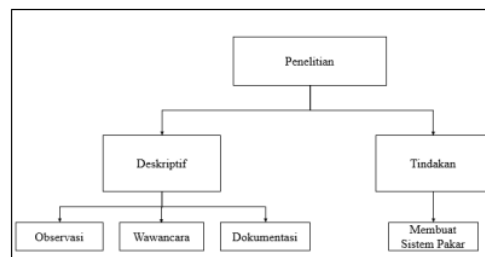 Penelitian
Deskriptif
Tindakan
Observasi
Wawancara
Dokumentasi
Membuat
Sistem Pakar